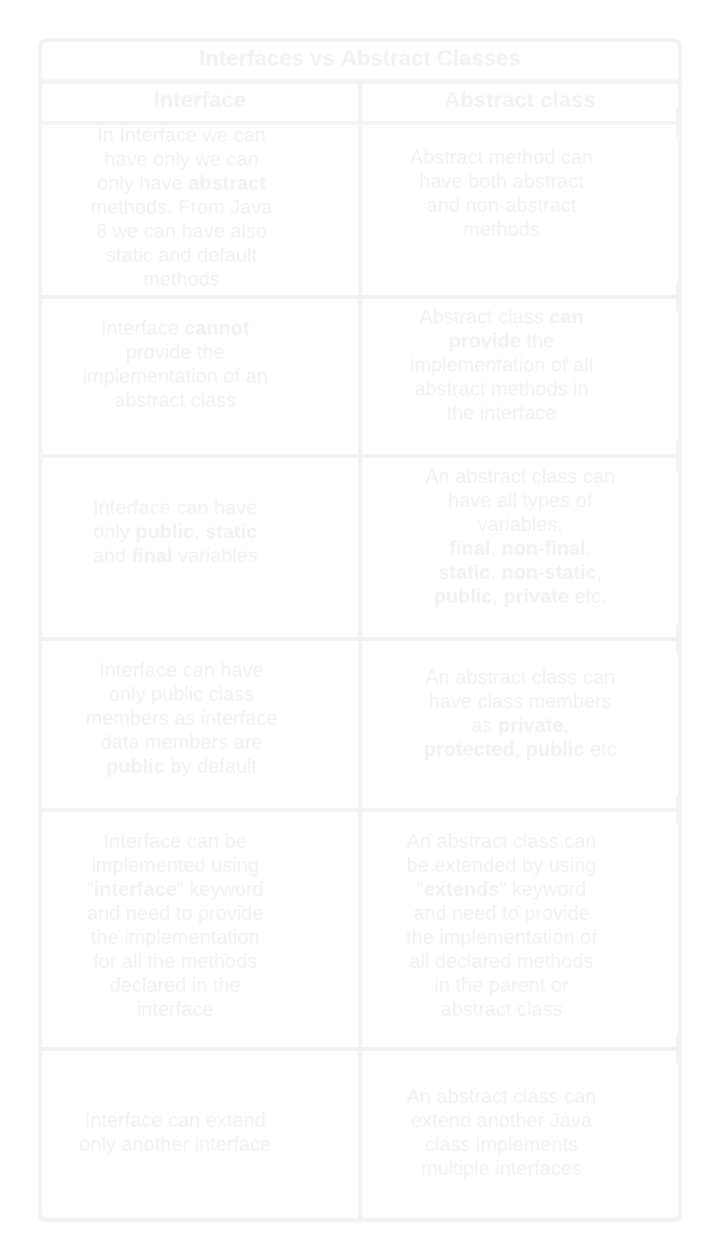 Interfaces vs Abstract Classes
Interface
Abstract class
In Interface we can
have only we can
only have abstract
methods. From Java
8 we can have also
static and default
methods
Abstract method can
have both abstract
and non-abstract
methods
Interface cannot
provide the
implementation of an
abstract class
Abstract class can
provide the
implementation of all
abstract methods in
the interface
Interface can have
only public, static
and final variables
An abstract class can
have all types of
variables.
final, non-final,
static, non-static,
public, private etc.
Interface can have
only public class
members as interface
data members are
public by default
An abstract class can
have class members
as private,
protected, public etc
Interface can be
implemented using
"interface" keyword
and need to provide
the implementation
for all the methods
declared in the
interface
An abstract class can
be extended by using
"extends" keyword
and need to provide
the implementation of
all declared methods
in the parent or
abstract class
Interface can extend
only another interface
An abstract class can
extend another Java
class implements
multiple interfaces